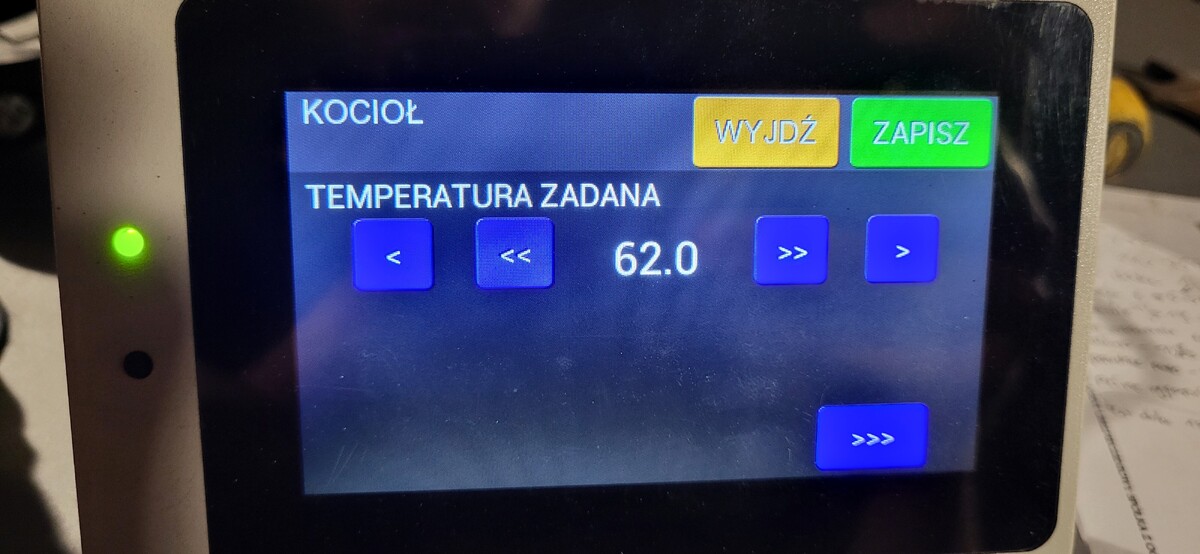 KOCIOŁ
WYJDŹ
ZAPISZ
TEMPERATURA ZADANA
< << 62.0 >> >
>>>